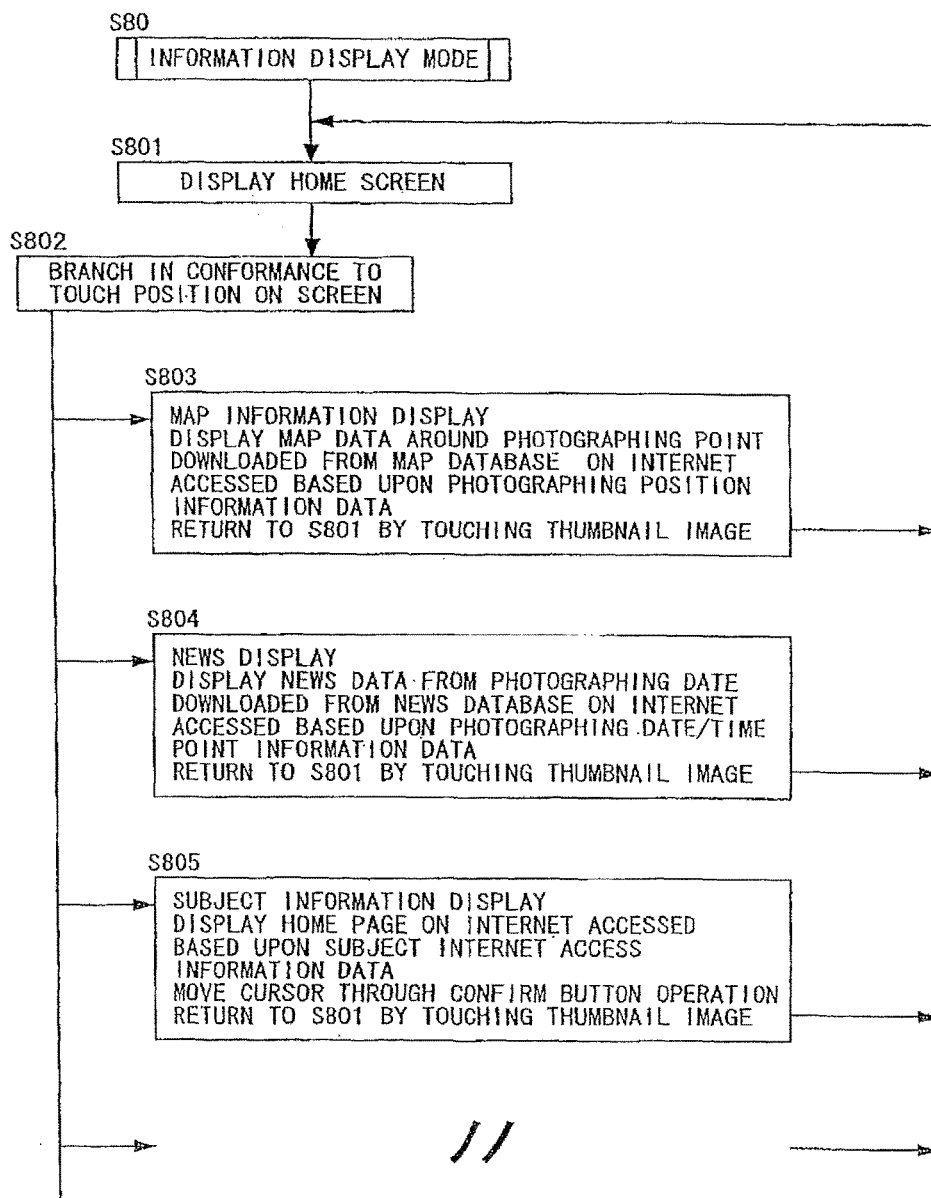 S80
INFORMATION DISPLAY MODE
S801
DISPLAY HOME SCREEN
S802
BRANCH IN CONFORMANCE TO
TOUCH POSITION ON SCREEN
S803
MAP INFORMATION DISPLAY
DISPLAY MAP DATA AROUND PHOTOGRAPHING POINT
DOWNLOADED FROM MAP DATABASE ON INTERNET
ACCESSED BASED UPON PHOTOGRAPHING POSITION
INFORMATION DATA
RETURN TO S801 BY TOUCHING THUMBNAIL IMAGE
S804
NEWS DISPLAY
DISPLAY NEWS DATA FROM PHOTOGRAPHING DATE
DOWNLOADED FROM NEWS DATABASE ON INTERNET
ACCESSED BASED UPON PHOTOGRAPHING DATE/TIME
POINT INFORMATION DATA
RETURN TO S801 BY TOUCHING THUMBNAIL IMAGE
S805
SUBJECT INFORMATION DISPLAY
DISPLAY HOME PAGE ON INTERNET ACCESSED
BASED UPON SUBJECT INTERNET ACCESS
INFORMATION DATA
MOVE CURSOR THROUGH CONFIRM BUTTON OPERATION
RETURN TO S801 BY TOUCHING THUMBNAIL IMAGE